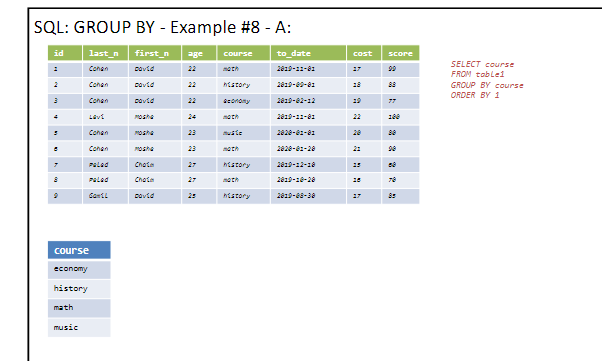 SQL: GROUP BY - Example #8 - A:
id last_n first_n age course to_date cost score
1 Cohen David 22 math 2019-11-01 17 99
2 Cohen David 22 history 2019-09-01 18 88
3 Cohen David 22 economy 2019-02-12 19 77
4 Levi Moshe 24 math 2019-11-01 22 100
5 Cohen Moshe 23 music 2020-01-01 20 80
6 Cohen Moshe 23 math 2020-01-20 21 90
7 Peled Chaim 27 history 2019-12-10 15 60
8 Peled Chaim 27 math 2019-10-20 16 70
9 Gamil David 25 history 2019-08-30 17 85
SELECT course
FROM table1
GROUP BY course
ORDER BY 1
course
economy
history
math
music